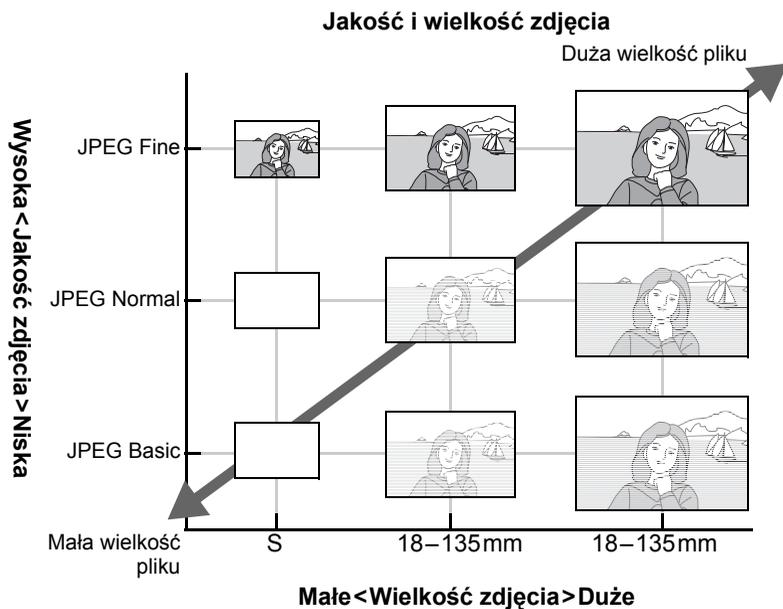 Jakość i wielkość zdjęcia
Duża wielkość pliku
Wysoka<Jakość zdjęcia>Niska
JPEG Fine
JPEG Normal
JPEG Basic
Mała wielkość
pliku
S
18–135mm
18–135mm
Małe<Wielkość zdjęcia>Duże